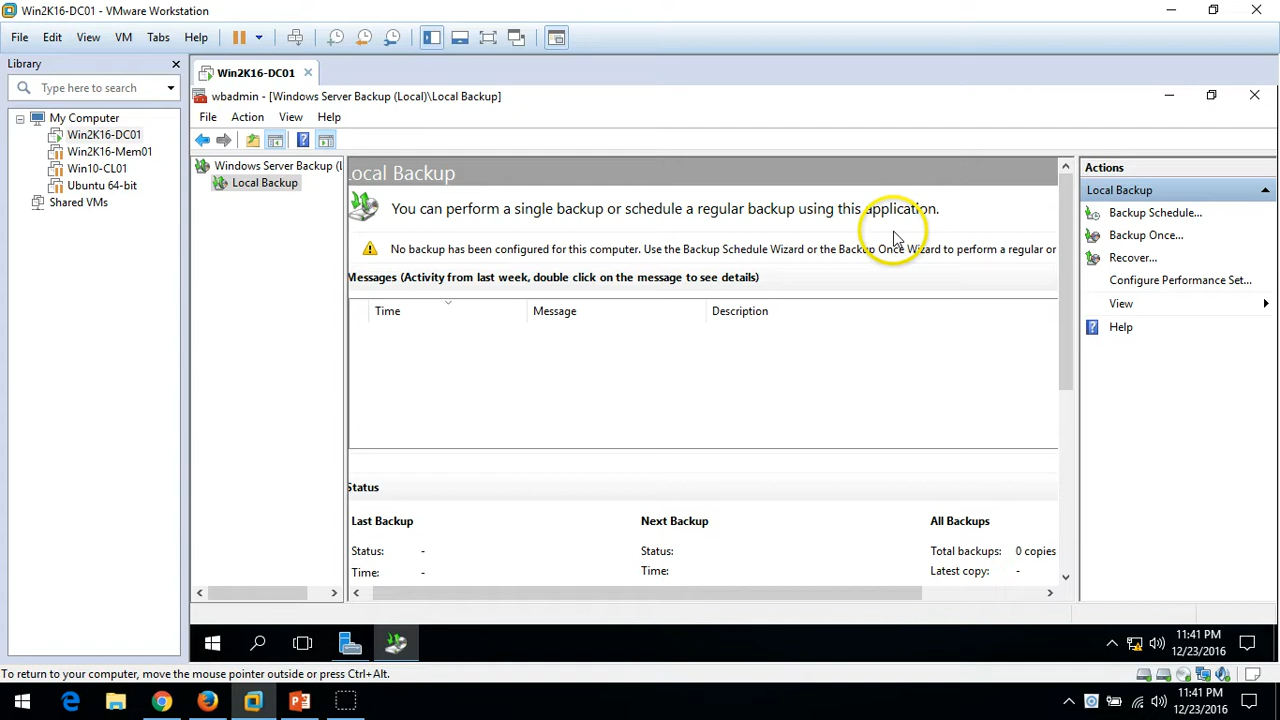 Win2K16-DC01 - VMware Workstation
File Edit View VM Tabs Help
Library
Type here to search
My Computer
Win2K16-DC01
Win2K16-Mem01
Win10-CL01
Ubuntu 64-bit
Shared VMs
Win2K16-DC01
wbadmin - [Windows Server Backup (Local)\Local Backup]
File Action View Help
Windows Server Backup (L
Local Backup
Local Backup
You can perform a single backup or schedule a regular backup using this application.
No backup has been configured for this computer. Use the Backup Schedule Wizard or the Backup Once Wizard to perform a regular or
Messages (Activity from last week, double click on the message to see details)
Time Message Description
Status
Last Backup Next Backup All Backups
Status: - Status: Total backups: 0 copies
Time: - Time: Latest copy: -
Actions
Local Backup
Backup Schedule...
Backup Once...
Recover...
Configure Performance Set...
View
Help
11:41 PM
12/23/2016
To return to your computer, move the mouse pointer outside or press Ctrl+Alt.
11:41 PM
12/23/2016